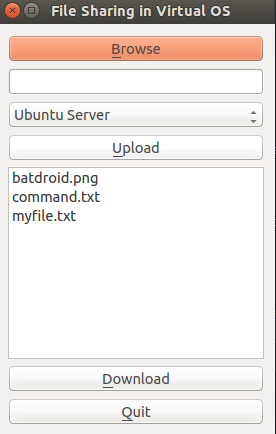 File Sharing in Virtual OS
Browse
Ubuntu Server
Upload
batdroid.png
command.txt
myfile.txt
Download
Quit